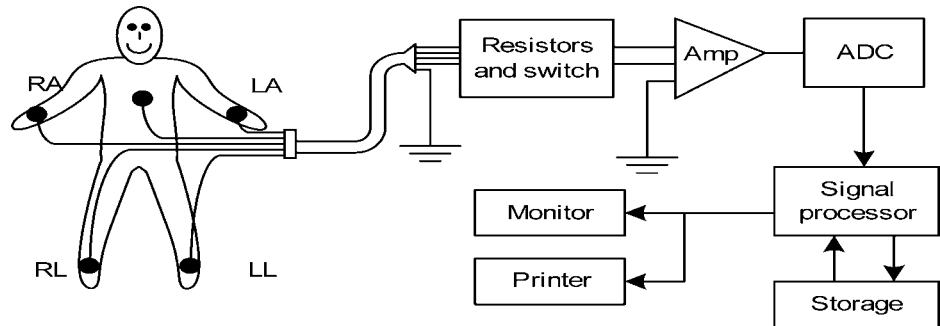 RA
LA
RL
LL
Resistors
and switch
Amp
ADC
Signal
processor
Monitor
Printer
Storage